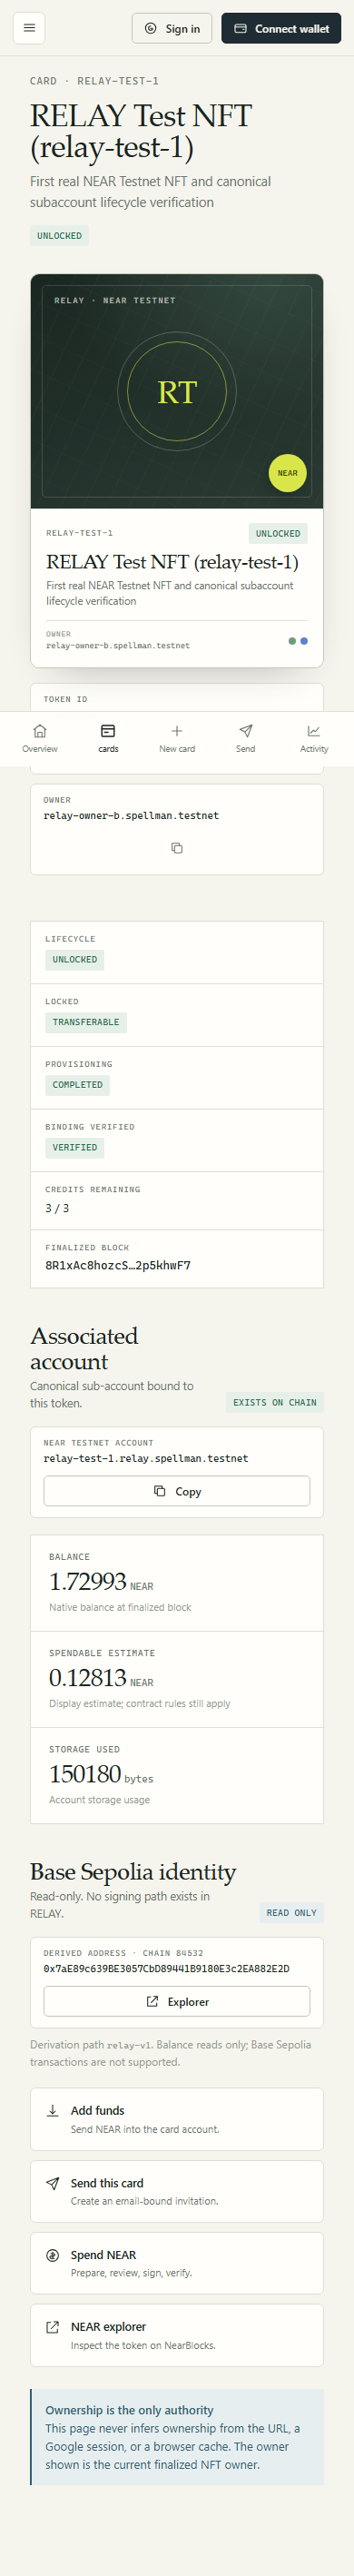 Sign in
Connect wallet
CARD · RELAY-TEST-1
RELAY Test NFT
(relay-test-1)
First real NEAR Testnet NFT and canonical
subaccount lifecycle verification
UNLOCKED
RELAY · NEAR TESTNET
RT
NEAR
RELAY-TEST-1
UNLOCKED
RELAY Test NFT (relay-test-1)
First real NEAR Testnet NFT and canonical subaccount
lifecycle verification
OWNER
relay-owner-b.spellman.testnet
TOKEN ID
Overview
cards
New card
Send
Activity
OWNER
relay-owner-b.spellman.testnet
LIFECYCLE
UNLOCKED
LOCKED
TRANSFERABLE
PROVISIONING
COMPLETED
BINDING VERIFIED
VERIFIED
CREDITS REMAINING
3 / 3
FINALIZED BLOCK
8R1xAc8hozcS…2p5khwF7
Associated
account
Canonical sub-account bound to
this token.
EXISTS ON CHAIN
NEAR TESTNET ACCOUNT
relay-test-1.relay.spellman.testnet
Copy
BALANCE
1.72993 NEAR
Native balance at finalized block
SPENDABLE ESTIMATE
0.12813 NEAR
Display estimate; contract rules still apply
STORAGE USED
150180 bytes
Account storage usage
Base Sepolia identity
Read-only. No signing path exists in
RELAY.
READ ONLY
DERIVED ADDRESS · CHAIN 84532
0x7aE89c639BE3057CbD89441B9180E3c2EA882E2D
Explorer
Derivation path relay-v1. Balance reads only; Base Sepolia
transactions are not supported.
Add funds
Send NEAR into the card account.
Send this card
Create an email-bound invitation.
Spend NEAR
Prepare, review, sign, verify.
NEAR explorer
Inspect the token on NearBlocks.
Ownership is the only authority
This page never infers ownership from the URL, a
Google session, or a browser cache. The owner
shown is the current finalized NFT owner.